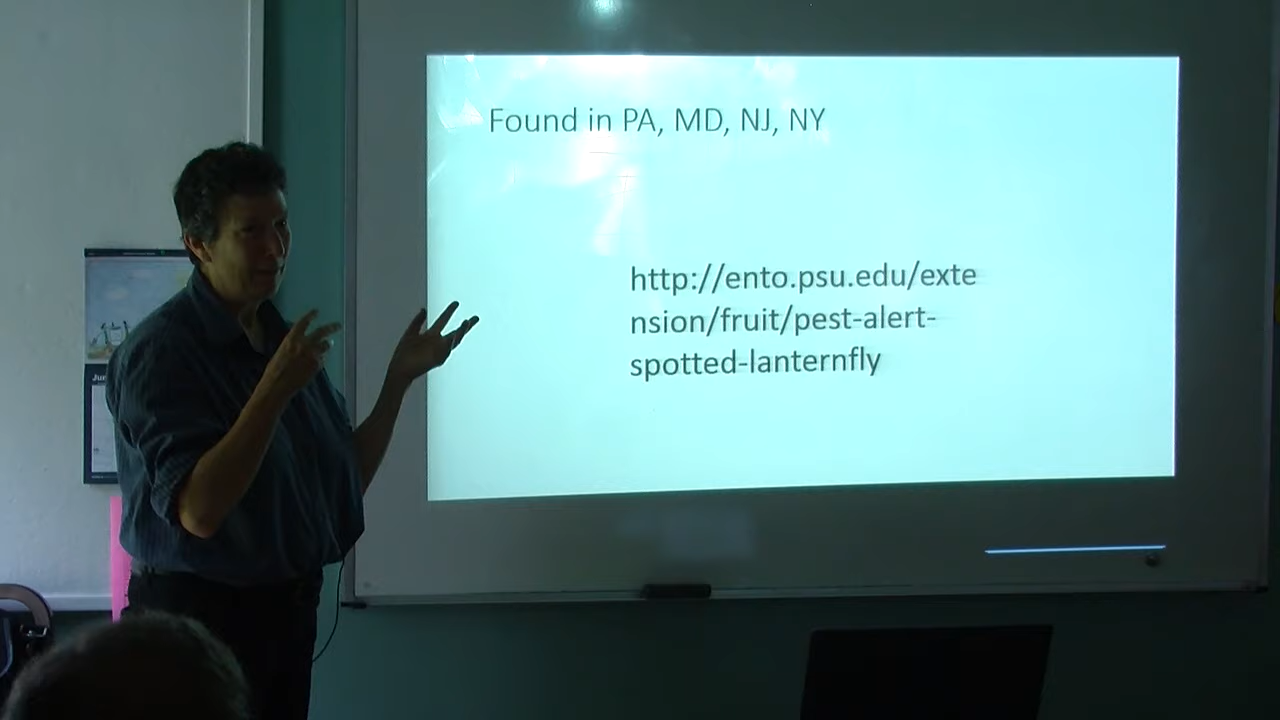 Found in PA, MD, NJ, NY
http://ento.psu.edu/exte
nsion/fruit/pest-alert-
spotted-lanternfly